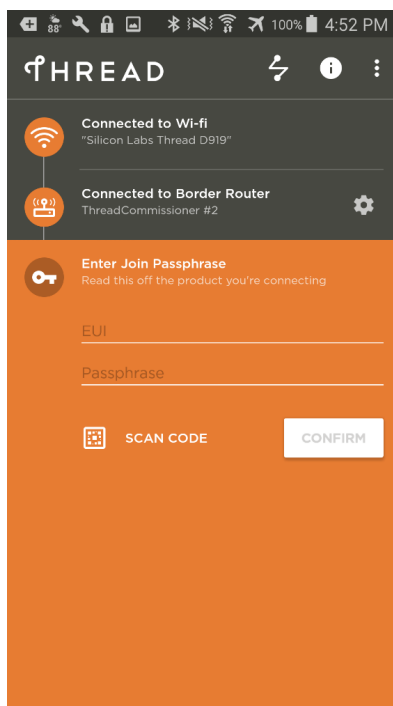 88°
100%
4:52 PM
THREAD
Connected to Wi-fi
"Silicon Labs Thread D919"
Connected to Border Router
ThreadCommissioner #2
Enter Join Passphrase
Read this off the product you're connecting
EUI
Passphrase
SCAN CODE
CONFIRM